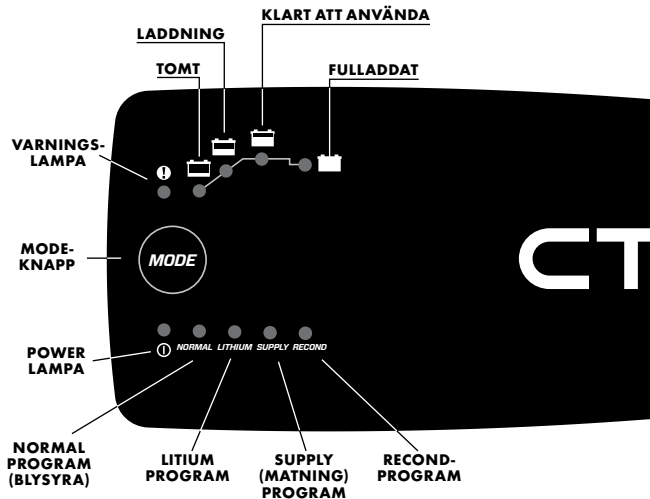 KLART ATT ANVÄNDA
LADDNING
TOMT
FULLADDAT
VARNINGS-
LAMPA
MODE-
KNAPP
MODE
CT
POWER
LAMPA
NORMAL LITHIUM SUPPLY RECOND
NORMAL
PROGRAM
(BLYSYRA)
LITIUM
PROGRAM
SUPPLY
(MATNING)
PROGRAM
RECOND-
PROGRAM